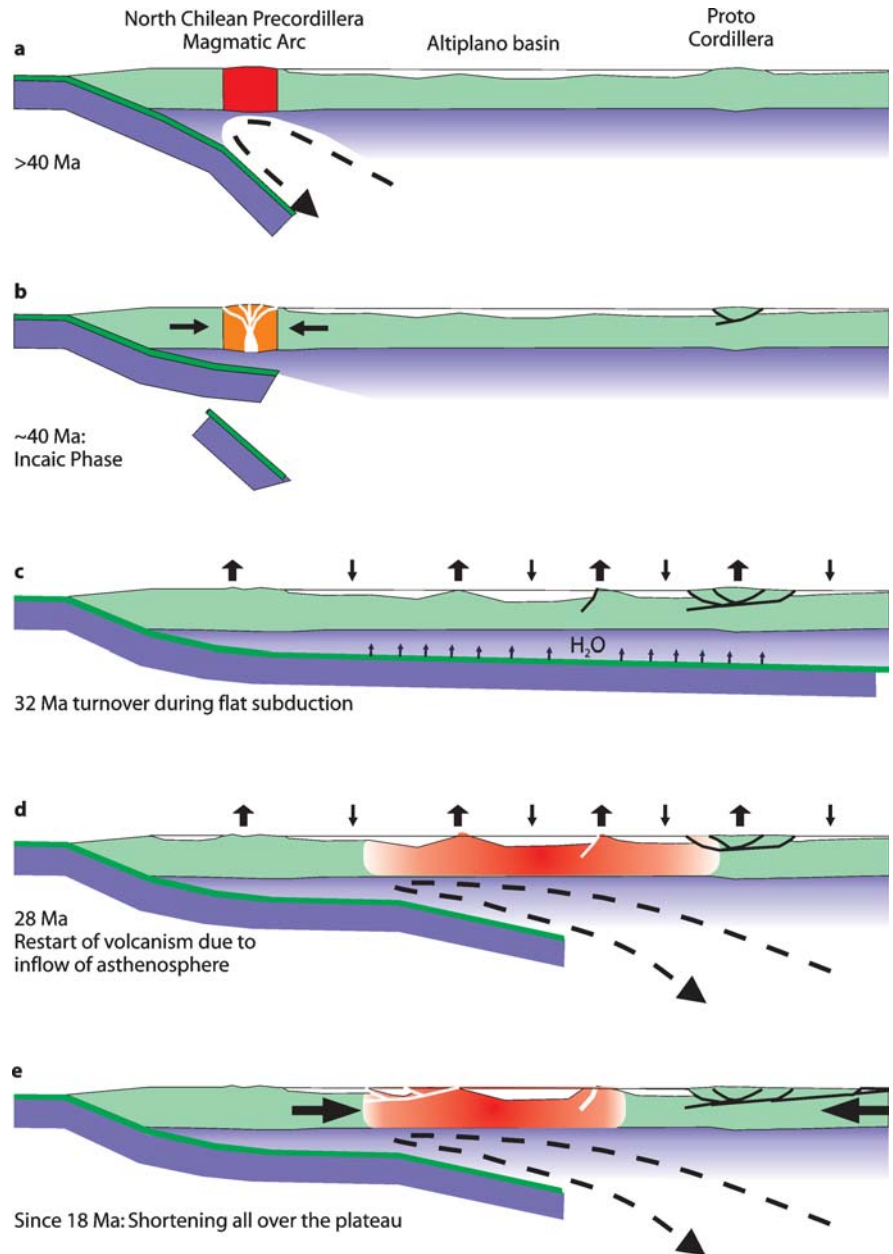 North Chilean Precordillera
Magmatic Arc
Altiplano basin
Proto
Cordillera
a
>40 Ma
b
~40 Ma:
Incaic Phase
c
H₂O
32 Ma turnover during flat subduction
d
28 Ma
Restart of volcanism due to
inflow of asthenosphere
e
Since 18 Ma: Shortening all over the plateau